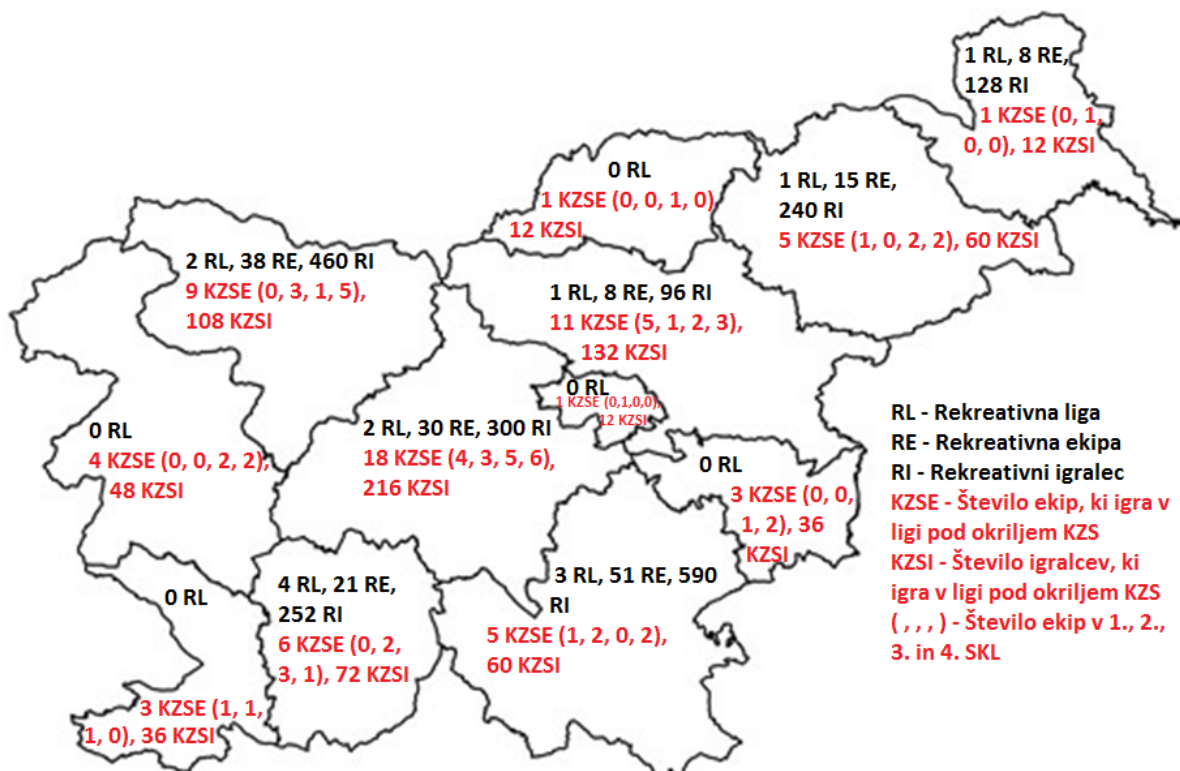 1 RL, 8 RE,
128 RI
1 KZSE (0, 1,
0, 0), 12 KZSI
0 RL
1 KZSE (0, 0, 1, 0)
12 KZSI
1 RL, 15 RE,
240 RI
5 KZSE (1, 0, 2, 2), 60 KZSI
2 RL, 38 RE, 460 RI
9 KZSE (0, 3, 1, 5),
108 KZSI
1 RL, 8 RE, 96 RI
11 KZSE (5, 1, 2, 3),
132 KZSI
0 RL
1 KZSE (0,1,0,0),
12 KZSI
0 RL
4 KZSE (0, 0, 2, 2),
48 KZSI
2 RL, 30 RE, 300 RI
18 KZSE (4, 3, 5, 6),
216 KZSI
0 RL
3 KZSE (0, 0,
1, 2), 36
KZSI
0 RL
3 KZSE (1, 1,
1, 0), 36 KZSI
4 RL, 21 RE,
252 RI
6 KZSE (0, 2,
3, 1), 72 KZSI
3 RL, 51 RE, 590
RI
5 KZSE (1, 2, 0, 2),
60 KZSI
RL - Rekreativna liga
RE - Rekreativna ekipa
RI - Rekreativni igralec
KZSE - Število ekip, ki igra v
ligi pod okriljem KZS
KZSI - Število igralcev, ki
igra v ligi pod okriljem KZS
( , , , ) - Število ekip v 1., 2.,
3. in 4. SKL